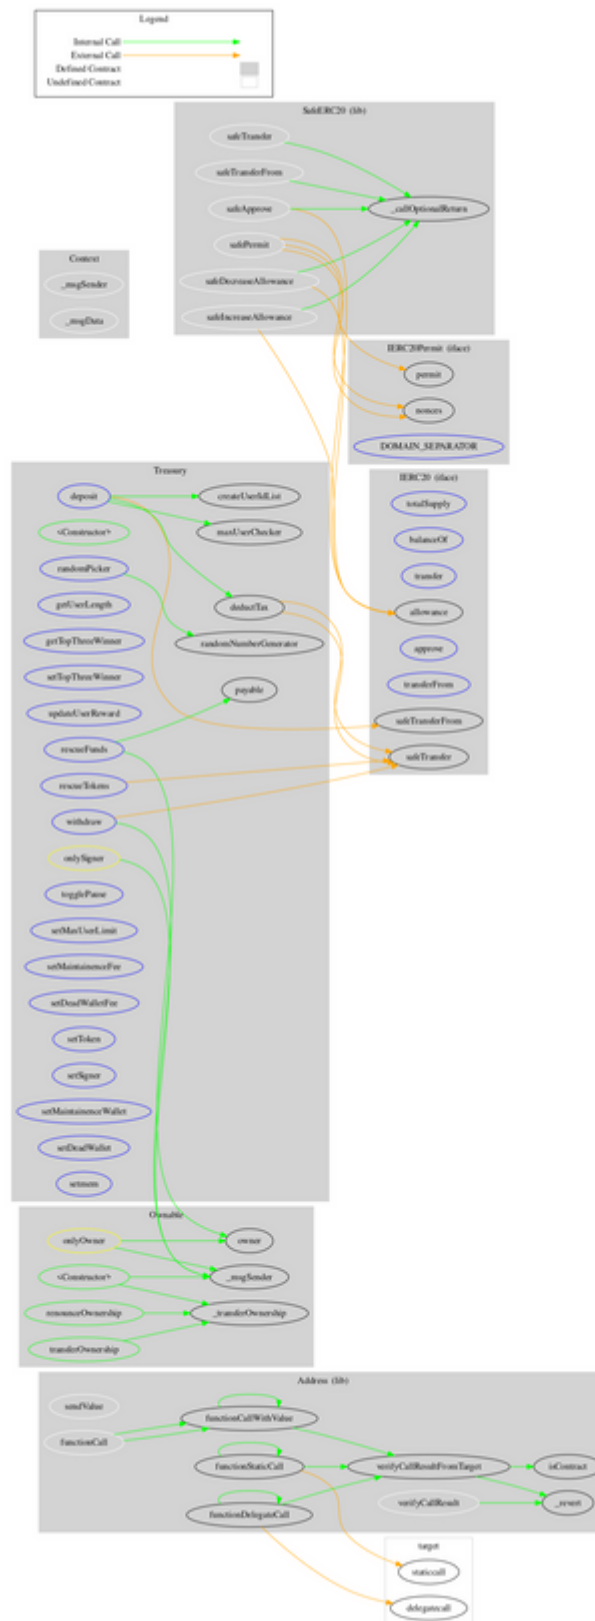 Legend
Internal Call
External Call
Defined Contract
Undefined Contract
SafeERC20 (lib)
safeTransfer
safeTransferFrom
safeApprove
safePermit
safeDecreaseAllowance
safeIncreaseAllowance
_callOptionalReturn
Context
_msgSender
_msgData
IERC20Permit (iface)
permit
nonces
DOMAIN_SEPARATOR
IERC20 (iface)
totalSupply
balanceOf
transfer
allowance
approve
transferFrom
safeTransferFrom
safeTransfer
Treasury
deposit
<Constructor>
randomPicker
getUserLength
getTopThreeWinner
setTopThreeWinner
updateUserReward
rescueFunds
rescueTokens
withdraw
onlySigner
togglePause
setMaxUserLimit
setMaintainenceFee
setDeadWalletFee
setToken
setSigner
setMaintainenceWallet
setDeadWallet
createUserIdList
maxUserChecker
deductTax
randomNumberGenerator
payable
Ownable
onlyOwner
<Constructor>
renounceOwnership
transferOwnership
owner
_msgSender
_transferOwnership
Address (lib)
sendValue
functionCall
functionCallWithValue
functionStaticCall
functionDelegateCall
verifyCallResultFromTarget
verifyCallResult
isContract
_revert
target
staticcall
delegatecall